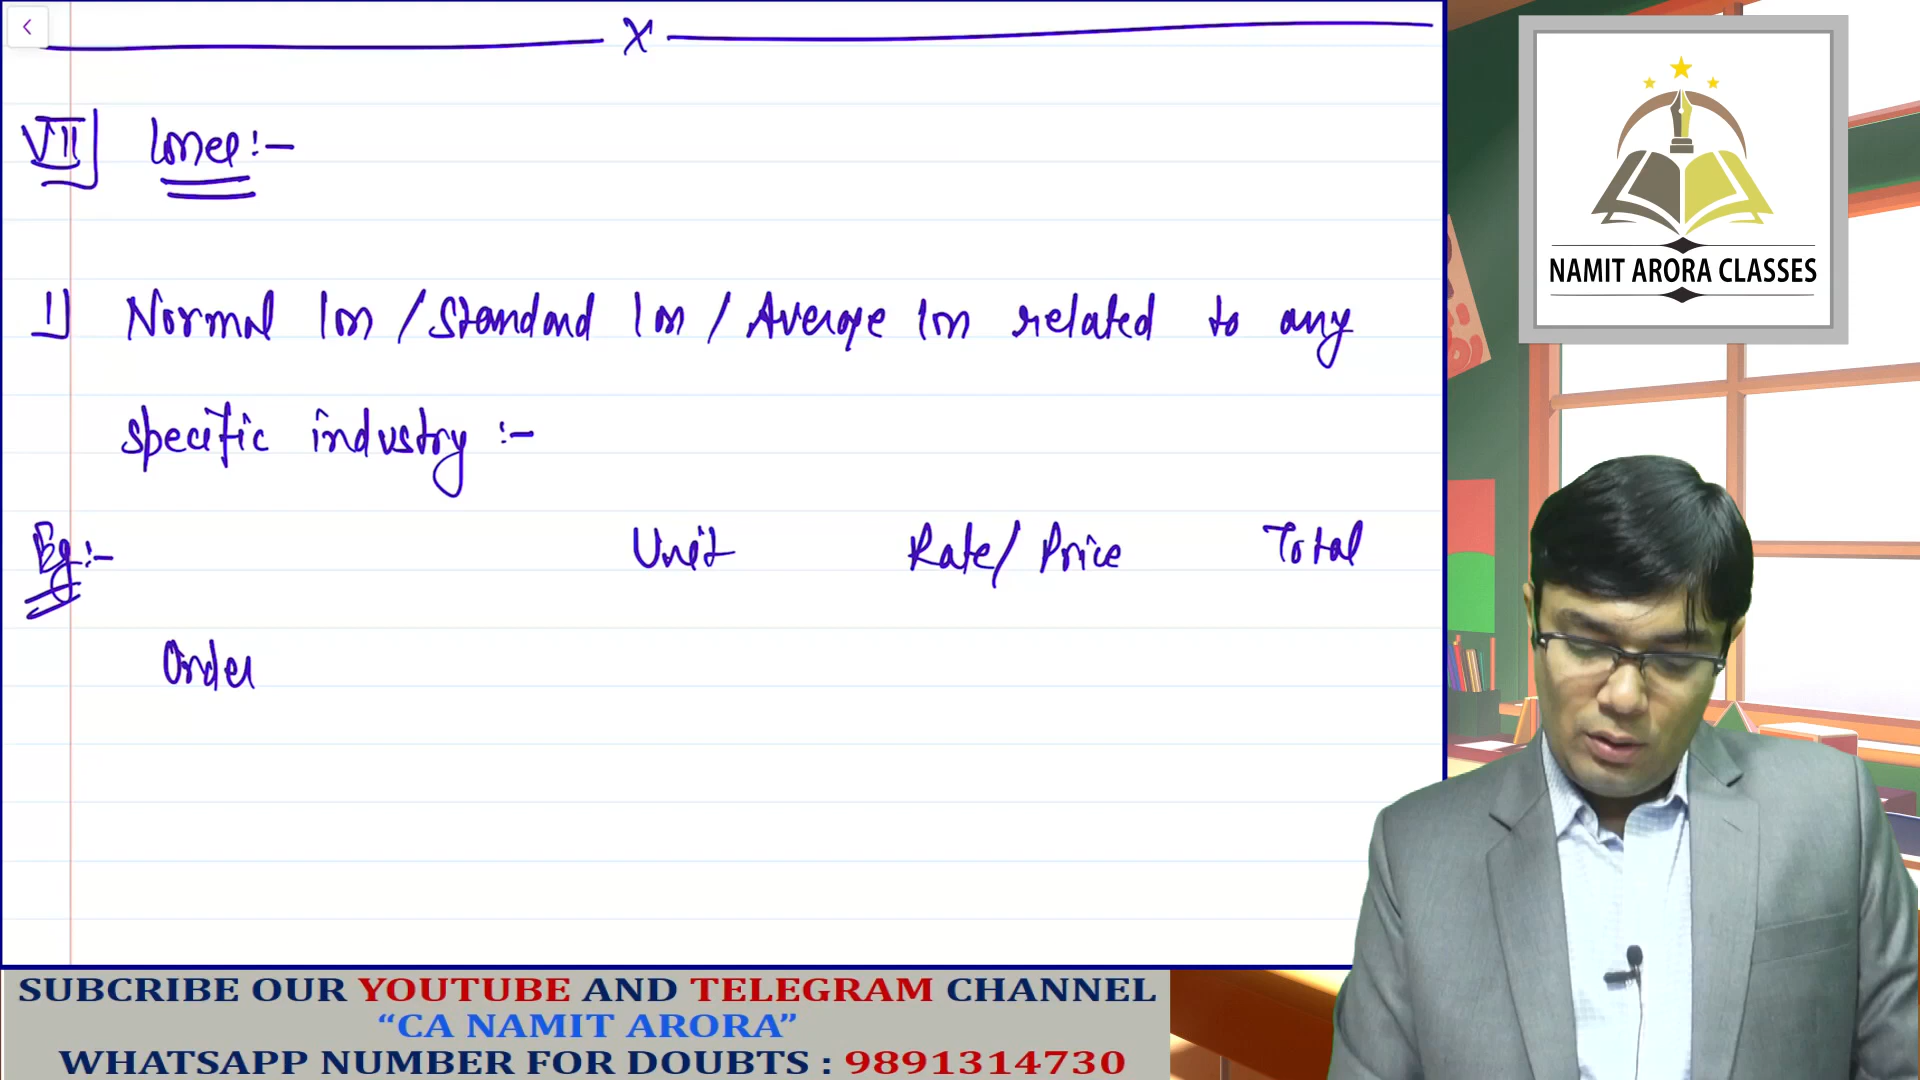 X
VII] Losses :-
1] Normal loss / Standard loss / Average loss related to any
specific industry :-
Eg :-
Unit Rate/ Price Total
Order
NAMIT ARORA CLASSES
SUBCRIBE OUR YOUTUBE AND TELEGRAM CHANNEL
“CA NAMIT ARORA”
WHATSAPP NUMBER FOR DOUBTS : 9891314730